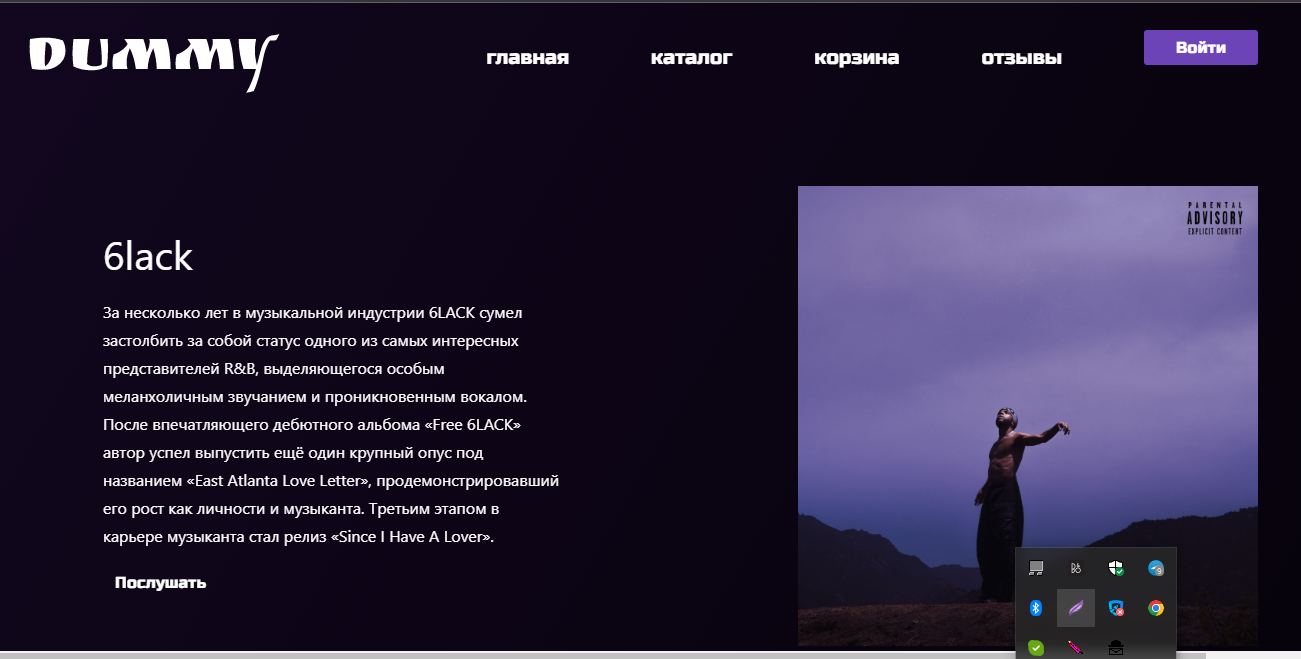 DUMMY
главная
каталог
корзина
отзывы
Войти
PARENTAL
ADVISORY
EXPLICIT CONTENT
6lack
За несколько лет в музыкальной индустрии 6LACK сумел
застолбить за собой статус одного из самых интересных
представителей R&B, выделяющегося особым
меланхоличным звучанием и проникновенным вокалом.
После впечатляющего дебютного альбома «Free 6LACK»
автор успел выпустить ещё один крупный опус под
названием «East Atlanta Love Letter», продемонстрировавший
его рост как личности и музыканта. Третьим этапом в
карьере музыканта стал релиз «Since I Have A Lover».
Послушать